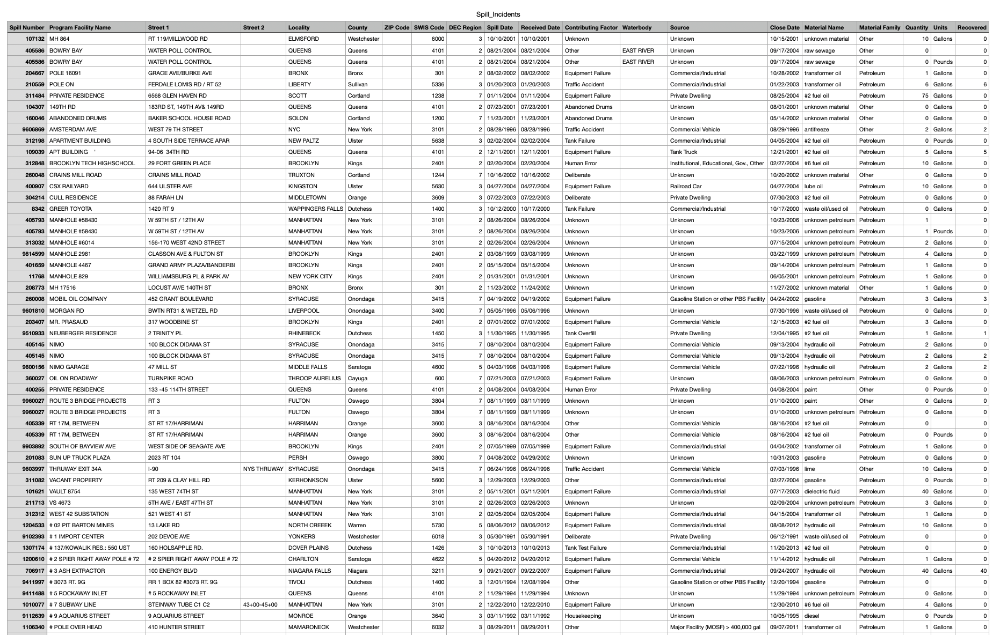 Spill_Incidents
Spill Number Program Facility Name Street 1 Street 2 Locality County ZIP Code SWIS Code DEC Region Spill Date Received Date Contributing Factor Waterbody Source Close Date Material Name Material Family Quantity Units Recovered
107132 MH 864 RT 119/MILLWOOD RD ELMSFORD Westchester 6000 3 10/10/2001 10/10/2001 Unknown Unknown 10/15/2001 unknown material Other 10 Gallons 0
405586 BOWRY BAY WATER POLL CONTROL QUEENS Queens 4101 2 08/21/2004 08/21/2004 Other EAST RIVER Unknown 09/17/2004 raw sewage Other 0 0
405586 BOWRY BAY WATER POLL CONTROL QUEENS Queens 4101 2 08/21/2004 08/21/2004 Other EAST RIVER Unknown 09/17/2004 raw sewage Other 0 Pounds 0
204667 POLE 16091 GRACE AVE/BURKE AVE BRONX Bronx 301 2 08/02/2002 08/02/2002 Equipment Failure Commercial/Industrial 10/28/2002 transformer oil Petroleum 1 Gallons 0
210559 POLE ON FERDALE LOMIS RD / RT 52 LIBERTY Sullivan 5336 3 01/20/2003 01/20/2003 Traffic Accident Commercial/Industrial 01/22/2003 transformer oil Petroleum 6 Gallons 6
311484 PRIVATE RESIDENCE 6568 GLEN HAVEN RD SCOTT Cortland 1238 7 01/11/2004 01/11/2004 Equipment Failure Private Dwelling 08/25/2004 #2 fuel oil Petroleum 75 Gallons 0
104307 149TH RD 183RD ST, 149TH AV& 149RD QUEENS Queens 4101 2 07/23/2001 07/23/2001 Abandoned Drums Unknown 08/01/2001 unknown material Other 0 Gallons 0
160046 ABANDONED DRUMS BAKER SCHOOL HOUSE ROAD SOLON Cortland 1200 7 11/23/2001 11/23/2001 Abandoned Drums Unknown 05/14/2002 unknown material Other 0 Gallons 0
9606869 AMSTERDAM AVE WEST 79 TH STREET NYC New York 3101 2 08/28/1996 08/28/1996 Traffic Accident Commercial Vehicle 08/29/1996 antifreeze Other 2 Gallons 2
312198 APARTMENT BUILDING 4 SOUTH SIDE TERRACE APAR NEW PALTZ Ulster 5638 3 02/02/2004 02/02/2004 Tank Failure Commercial/Industrial 04/05/2004 #2 fuel oil Petroleum 0 Pounds 0
109039 APT BUILDING ' 94-06 34TH RD QUEENS Queens 4101 2 12/11/2001 12/11/2001 Equipment Failure Tank Truck 12/21/2001 #2 fuel oil Petroleum 5 Gallons 5
312848 BROOKLYN TECH HIGHSCHOOL 29 FORT GREEN PLACE BROOKLYN Kings 2401 2 02/20/2004 02/20/2004 Human Error Institutional, Educational, Gov., Other 02/27/2004 #6 fuel oil Petroleum 10 Gallons 0
260048 CRAINS MILL ROAD CRAINS MILL ROAD TRUXTON Cortland 1244 7 10/16/2002 10/16/2002 Deliberate Unknown 10/20/2002 unknown material Other 0 Gallons 0
400907 CSX RAILYARD 644 ULSTER AVE KINGSTON Ulster 5630 3 04/27/2004 04/27/2004 Equipment Failure Railroad Car 04/27/2004 lube oil Petroleum 10 Gallons 0
304214 CULL RESIDENCE 88 FARAH LN MIDDLETOWN Orange 3609 3 07/22/2003 07/22/2003 Deliberate Private Dwelling 07/30/2003 #2 fuel oil Petroleum 0 Gallons 0
8342 GREER TOYOTA 1420 RT 9 WAPPINGERS FALLS Dutchess 1400 3 10/12/2000 10/17/2000 Tank Failure Commercial/Industrial 10/17/2000 waste oil/used oil Petroleum 0 Gallons 0
405793 MANHOLE #58430 W 59TH ST / 12TH AV MANHATTAN New York 3101 2 08/26/2004 08/26/2004 Unknown Unknown 10/23/2006 unknown petroleum Petroleum 1 0
405793 MANHOLE #58430 W 59TH ST / 12TH AV MANHATTAN New York 3101 2 08/26/2004 08/26/2004 Unknown Unknown 10/23/2006 unknown petroleum Petroleum 1 Pounds 0
313032 MANHOLE #6014 156-170 WEST 42ND STREET MANHATTAN New York 3101 2 02/26/2004 02/26/2004 Unknown Unknown 07/15/2004 unknown petroleum Petroleum 2 Gallons 0
9814599 MANHOLE 2981 CLASSON AVE & FULTON ST BROOKLYN Kings 2401 2 03/08/1999 03/08/1999 Unknown Unknown 03/22/1999 unknown petroleum Petroleum 4 Gallons 0
401659 MANHOLE 4467 GRAND ARMY PLAZA/BANDERBI BROOKLYN Kings 2401 2 05/15/2004 05/15/2004 Unknown Unknown 09/14/2004 unknown petroleum Petroleum 1 Gallons 0
11768 MANHOLE 829 WILLIAMSBURG PL & PARK AV NEW YORK CITY Kings 2401 2 01/31/2001 01/31/2001 Unknown Unknown 06/05/2001 unknown petroleum Petroleum 1 Gallons 0
208773 MH 17516 LOCUST AV/E 140TH ST BRONX Bronx 301 2 11/23/2002 11/24/2002 Unknown Unknown 11/27/2002 unknown material Other 1 Gallons 0
260008 MOBIL OIL COMPANY 452 GRANT BOULEVARD SYRACUSE Onondaga 3415 7 04/19/2002 04/19/2002 Equipment Failure Gasoline Station or other PBS Facility 04/24/2002 gasoline Petroleum 3 Gallons 3
9601810 MORGAN RD BWTN RT31 & WETZEL RD LIVERPOOL Onondaga 3400 7 05/05/1996 05/06/1996 Unknown Unknown 07/30/1996 waste oil/used oil Petroleum 0 Gallons 0
203407 MR. PRASAUD 317 WOODBINE ST BROOKLYN Kings 2401 2 07/01/2002 07/01/2002 Equipment Failure Commercial Vehicle 12/15/2003 #2 fuel oil Petroleum 3 Gallons 0
9510933 NEUBERGER RESIDENCE 2 TRINITY PL RHINEBECK Dutchess 1450 3 11/30/1995 11/30/1995 Tank Overfill Private Dwelling 12/04/1995 #2 fuel oil Petroleum 1 Gallons 1
405145 NIMO 100 BLOCK DIDAMA ST SYRACUSE Onondaga 3415 7 08/10/2004 08/10/2004 Equipment Failure Commercial Vehicle 09/13/2004 hydraulic oil Petroleum 2 Gallons 0
405145 NIMO 100 BLOCK DIDAMA ST SYRACUSE Onondaga 3415 7 08/10/2004 08/10/2004 Equipment Failure Commercial Vehicle 09/13/2004 hydraulic oil Petroleum 2 Gallons 2
9600156 NIMO GARAGE 47 MILL ST MIDDLE FALLS Saratoga 4600 5 04/03/1996 04/03/1996 Equipment Failure Commercial Vehicle 07/22/1996 hydraulic oil Petroleum 2 Gallons 2
360027 OIL ON ROADWAY TURNPIKE ROAD THROOP AURELIUS Cayuga 600 7 07/21/2003 07/21/2003 Equipment Failure Unknown 08/06/2003 unknown petroleum Petroleum 0 Gallons 0
400255 PRIVATE RESIDENCE 133 -45 114TH STREET QUEENS Queens 4101 2 04/08/2004 04/08/2004 Human Error Private Dwelling 04/08/2004 paint Other 0 Pounds 0
9960027 ROUTE 3 BRIDGE PROJECTS RT 3 FULTON Oswego 3804 7 08/11/1999 08/11/1999 Unknown Unknown 01/10/2000 paint Other 0 Gallons 0
9960027 ROUTE 3 BRIDGE PROJECTS RT 3 FULTON Oswego 3804 7 08/11/1999 08/11/1999 Unknown Unknown 01/10/2000 unknown petroleum Petroleum 0 Gallons 0
405339 RT 17M, BETWEEN ST RT 17/HARRIMAN HARRIMAN Orange 3600 3 08/16/2004 08/16/2004 Other Commercial Vehicle 08/16/2004 #2 fuel oil Petroleum 0 0
405339 RT 17M, BETWEEN ST RT 17/HARRIMAN HARRIMAN Orange 3600 3 08/16/2004 08/16/2004 Other Commercial Vehicle 08/16/2004 #2 fuel oil Petroleum 0 Pounds 0
9903892 SOUTH OF BAYVIEW AVE WEST SIDE OF SEAGATE AVE BROOKLYN Kings 2401 2 07/05/1999 07/05/1999 Equipment Failure Commercial/Industrial 04/04/2002 transformer oil Petroleum 1 Gallons 0
201083 SUN UP TRUCK PLAZA 2023 RT 104 PERSH Oswego 3800 7 04/08/2002 04/29/2002 Unknown Unknown 10/31/2003 gasoline Petroleum 0 Gallons 0
9603997 THRUWAY EXIT 34A I-90 NYS THRUWAY SYRACUSE Onondaga 3415 7 06/24/1996 06/24/1996 Traffic Accident Commercial Vehicle 07/03/1996 lime Other 10 Gallons 0
311082 VACANT PROPERTY RT 209 & CLAY HILL RD KERHONKSON Ulster 5600 3 12/29/2003 12/29/2003 Other Commercial/Industrial 02/27/2004 gasoline Petroleum 0 Pounds 0
101621 VAULT 8754 135 WEST 74TH ST MANHATTAN New York 3101 2 05/11/2001 05/11/2001 Equipment Failure Commercial/Industrial 07/17/2003 dielectric fluid Petroleum 40 Gallons 0
211713 VS 4673 5TH AVE / EAST 47TH ST MANHATTAN New York 3101 2 02/26/2003 02/26/2003 Unknown Unknown 02/09/2004 unknown petroleum Petroleum 3 Gallons 0
312312 WEST 42 SUBSTATION 521 WEST 41 ST MANHATTAN New York 3101 2 02/05/2004 02/05/2004 Equipment Failure Commercial/Industrial 04/15/2004 transformer oil Petroleum 1 Gallons 0
1204533 # 02 PIT BARTON MINES 13 LAKE RD NORTH CREEEK Warren 5730 5 08/06/2012 08/06/2012 Equipment Failure Commercial/Industrial 08/08/2012 hydraulic oil Petroleum 10 Gallons 0
9102393 # 1 IMPORT CENTER 202 DEVOE AVE YONKERS Westchester 6018 3 05/30/1991 05/30/1991 Deliberate Private Dwelling 06/12/1991 waste oil/used oil Petroleum 0 0
1307174 # 137/KOWALIK RES.: 550 UST 160 HOLSAPPLE RD. DOVER PLAINS Dutchess 1426 3 10/10/2013 10/10/2013 Tank Test Failure Commercial/Industrial 11/20/2013 #2 fuel oil Petroleum 0 0
1200610 # 2 SPIER RIGHT AWAY POLE # 72 # 2 SPIER RIGHT AWAY POLE # 72 CHARLTON Saratoga 4622 5 04/20/2012 04/20/2012 Equipment Failure Commercial Vehicle 11/14/2012 hydraulic oil Petroleum 1 Gallons 0
706917 # 3 ASH EXTRACTOR 100 ENERGY BLVD NIAGARA FALLS Niagara 3211 9 09/21/2007 09/22/2007 Equipment Failure Commercial/Industrial 09/24/2007 hydraulic oil Petroleum 40 Gallons 40
9411997 # 3073 RT. 9G RR 1 BOX 82 #3073 RT. 9G TIVOLI Dutchess 1400 3 12/01/1994 12/08/1994 Other Gasoline Station or other PBS Facility 12/20/1994 gasoline Petroleum 0 0
9411488 # 5 ROCKAWAY INLET # 5 ROCKAWAY INLET QUEENS Queens 4101 2 11/29/1994 11/29/1994 Unknown Unknown 11/29/1994 unknown petroleum Petroleum 0 Gallons 0
1010077 # 7 SUBWAY LINE STEINWAY TUBE C1 C2 43+00-45+00 MANHATTAN New York 3101 2 12/22/2010 12/22/2010 Equipment Failure Unknown 12/30/2010 #6 fuel oil Petroleum 4 Gallons 0
9112639 # 9 AQUARIUS STREET 9 AQUARIUS STREET MONROE Orange 3640 3 03/11/1992 03/11/1992 Housekeeping Unknown 10/05/1995 diesel Petroleum 0 Pounds 0
1106340 # POLE OVER HEAD 410 HUNTER STREET MAMARONECK Westchester 6032 3 08/29/2011 08/29/2011 Other Major Facility (MOSF) > 400,000 gal 09/07/2011 transformer oil Petroleum 1 Gallons 0